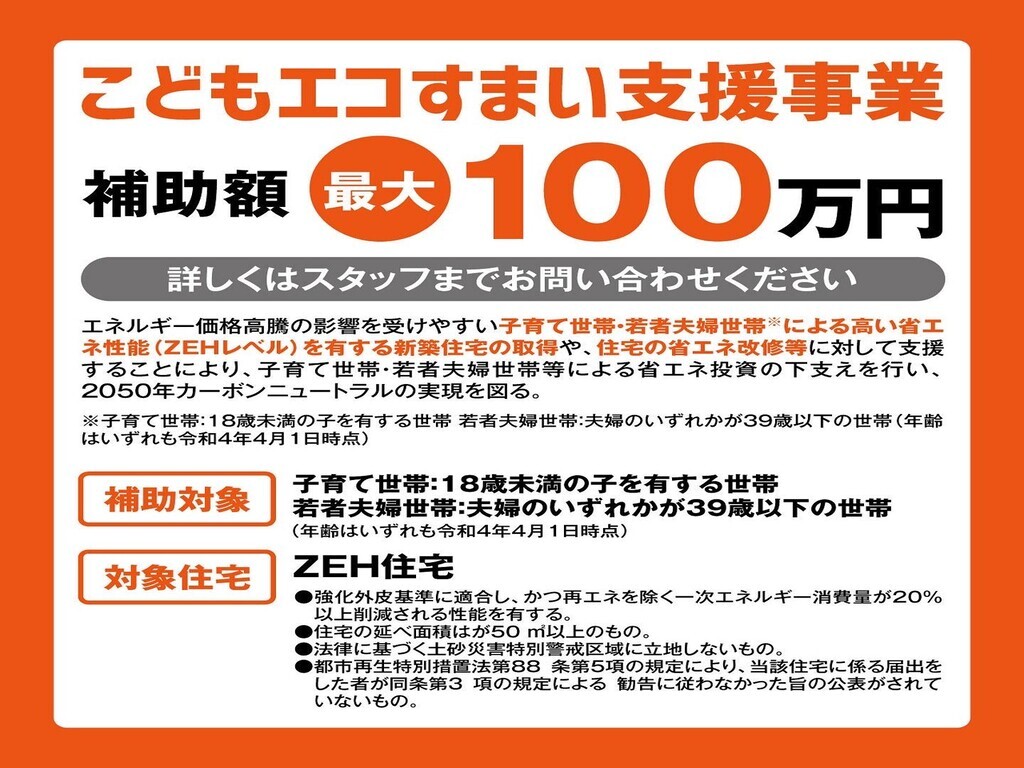 こどもエコすまい支援事業
補助額 最大 100万円
詳しくはスタッフまでお問い合わせください
エネルギー価格高騰の影響を受けやすい子育て世帯・若者夫婦世帯※による高い省エ
ネ性能(ZEHレベル)を有する新築住宅の取得や、住宅の省エネ改修等に対して支援
することにより、子育て世帯・若者夫婦世帯等による省エネ投資の下支えを行い、
2050年カーボンニュートラルの実現を図る。
※子育て世帯:18歳未満の子を有する世帯 若者夫婦世帯:夫婦のいずれかが39歳以下の世帯(年齢
はいずれも令和4年4月1日時点)
補助対象
子育て世帯:18歳未満の子を有する世帯
若者夫婦世帯:夫婦のいずれかが39歳以下の世帯
(年齢はいずれも令和4年4月1日時点)
対象住宅
ZEH住宅
●強化外皮基準に適合し、かつ再エネを除く一次エネルギー消費量が20%
以上削減される性能を有する。
●住宅の延べ面積はが50 ㎡以上のもの。
●法律に基づく土砂災害特別警戒区域に立地しないもの。
●都市再生特別措置法第88 条第5項の規定により、当該住宅に係る届出を
した者が同条第3 項の規定による 勧告に従わなかった旨の公表がされて
いないもの。